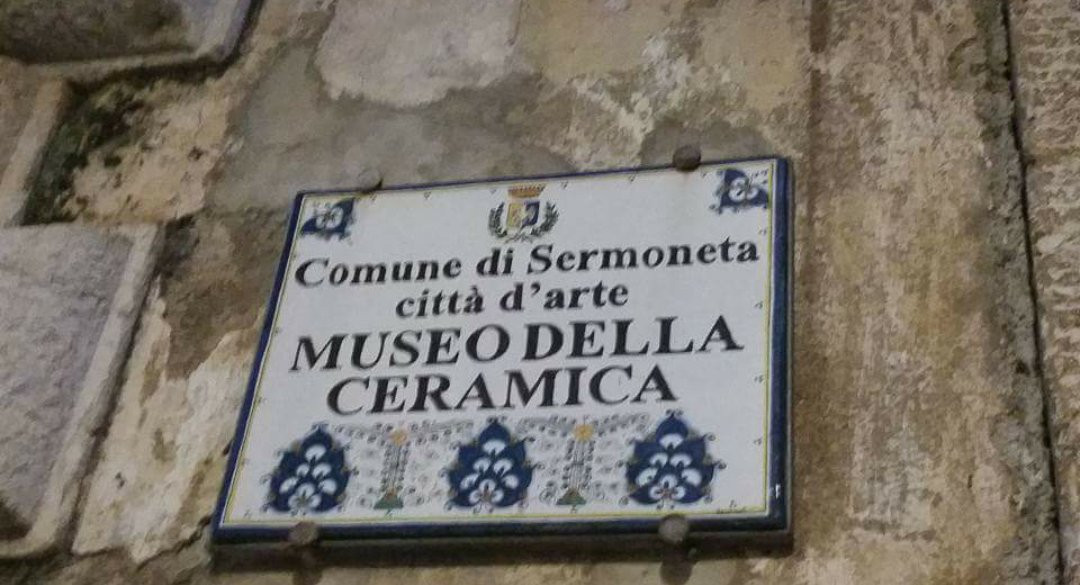 Comune di Sermoneta
città d'arte
MUSEO DELLA
CERAMICA